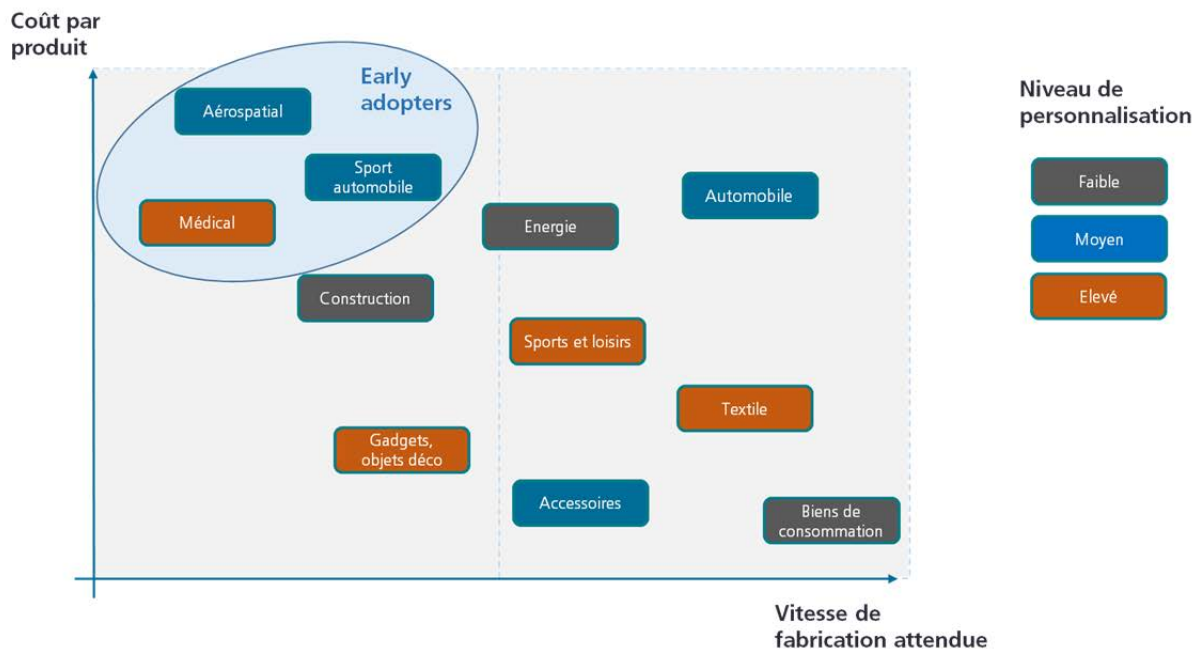 Coût par
produit
Early
adopters
Aérospatial
Sport
automobile
Médical
Automobile
Energie
Construction
Sports et loisirs
Textile
Gadgets,
objets déco
Accessoires
Biens de
consommation
Vitesse de
fabrication attendue
Niveau de
personnalisation
Faible
Moyen
Elevé